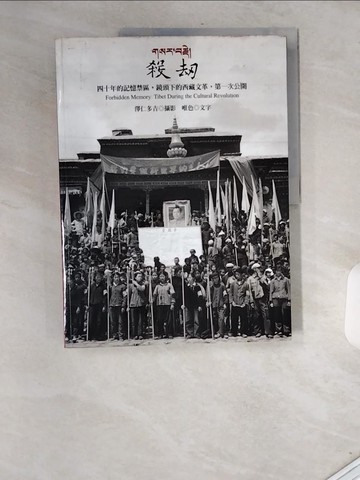 གསར་བརྗེ།
殺劫
四十年的記憶禁區，鏡頭下的西藏文革，第一次公開
Forbidden Memory: Tibet During the Cultural Revolution
澤仁多吉◎攝影　唯色◎文字